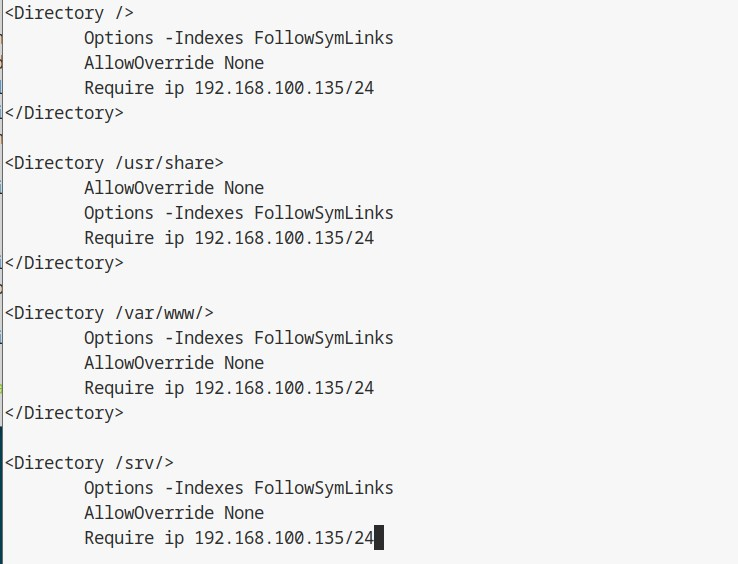 <Directory />
        Options -Indexes FollowSymLinks
        AllowOverride None
        Require ip 192.168.100.135/24
</Directory>

<Directory /usr/share>
        AllowOverride None
        Options -Indexes FollowSymLinks
        Require ip 192.168.100.135/24
</Directory>

<Directory /var/www/>
        Options -Indexes FollowSymLinks
        AllowOverride None
        Require ip 192.168.100.135/24
</Directory>

<Directory /srv/>
        Options -Indexes FollowSymLinks
        AllowOverride None
        Require ip 192.168.100.135/24